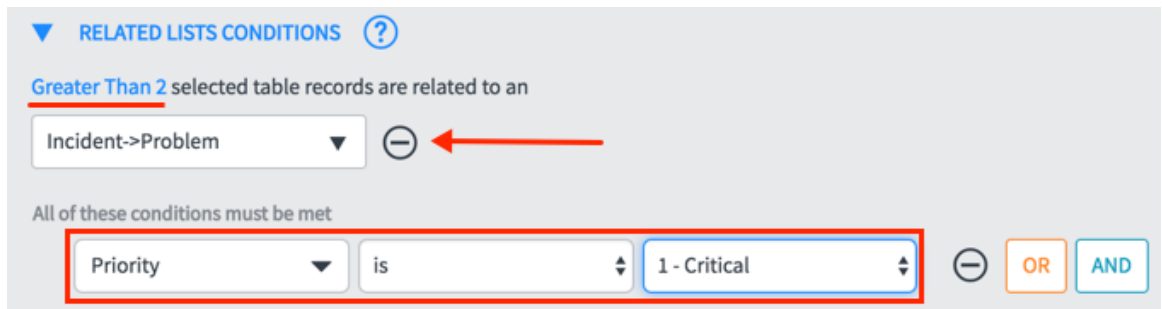 RELATED LISTS CONDITIONS ?
Greater Than 2 selected table records are related to an
Incident->Problem
All of these conditions must be met
Priority is 1 - Critical OR AND